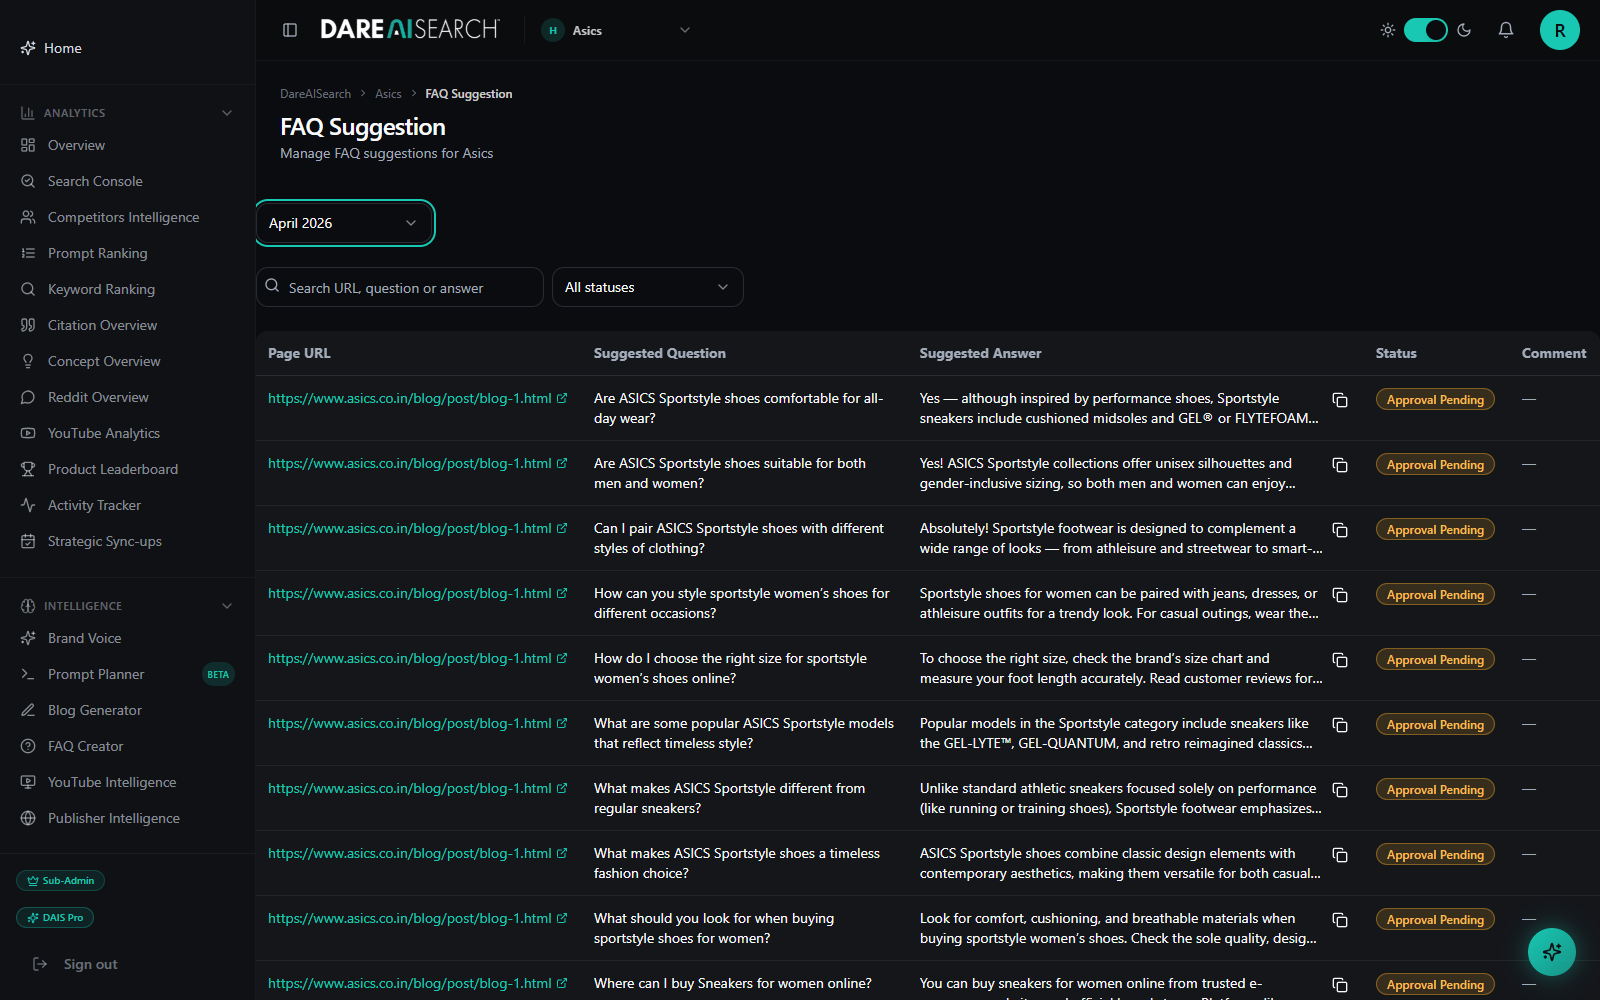 Home
ANALYTICS
Overview
Search Console
Competitors Intelligence
Prompt Ranking
Keyword Ranking
Citation Overview
Concept Overview
Reddit Overview
YouTube Analytics
Product Leaderboard
Activity Tracker
Strategic Sync-ups
INTELLIGENCE
Brand Voice
Prompt Planner BETA
Blog Generator
FAQ Creator
YouTube Intelligence
Publisher Intelligence
Sub-Admin
DAIS Pro
Sign out
DARE AI SEARCH
H Asics
R
DareAISearch > Asics > FAQ Suggestion
FAQ Suggestion
Manage FAQ suggestions for Asics
April 2026
Search URL, question or answer
All statuses
Page URL Suggested Question Suggested Answer Status Comment
https://www.asics.co.in/blog/post/blog-1.html Are ASICS Sportstyle shoes comfortable for all- Yes — although inspired by performance shoes, Sportstyle Approval Pending —
day wear? sneakers include cushioned midsoles and GEL® or FLYTEFOAM...
https://www.asics.co.in/blog/post/blog-1.html Are ASICS Sportstyle shoes suitable for both Yes! ASICS Sportstyle collections offer unisex silhouettes and Approval Pending —
men and women? gender-inclusive sizing, so both men and women can enjoy...
https://www.asics.co.in/blog/post/blog-1.html Can I pair ASICS Sportstyle shoes with different Absolutely! Sportstyle footwear is designed to complement a Approval Pending —
styles of clothing? wide range of looks — from athleisure and streetwear to smart-...
https://www.asics.co.in/blog/post/blog-1.html How can you style sportstyle women's shoes for Sportstyle shoes for women can be paired with jeans, dresses, or Approval Pending —
different occasions? athleisure outfits for a trendy look. For casual outings, wear the...
https://www.asics.co.in/blog/post/blog-1.html How do I choose the right size for sportstyle To choose the right size, check the brand's size chart and Approval Pending —
women's shoes online? measure your foot length accurately. Read customer reviews for...
https://www.asics.co.in/blog/post/blog-1.html What are some popular ASICS Sportstyle models Popular models in the Sportstyle category include sneakers like Approval Pending —
that reflect timeless style? the GEL-LYTE™, GEL-QUANTUM, and retro reimagined classics...
https://www.asics.co.in/blog/post/blog-1.html What makes ASICS Sportstyle different from Unlike standard athletic sneakers focused solely on performance Approval Pending —
regular sneakers? (like running or training shoes), Sportstyle footwear emphasizes...
https://www.asics.co.in/blog/post/blog-1.html What makes ASICS Sportstyle shoes a timeless ASICS Sportstyle shoes combine classic design elements with Approval Pending —
fashion choice? contemporary aesthetics, making them versatile for both casual...
https://www.asics.co.in/blog/post/blog-1.html What should you look for when buying Look for comfort, cushioning, and breathable materials when Approval Pending —
sportstyle shoes for women? buying sportstyle women's shoes. Check the sole quality, desig...
https://www.asics.co.in/blog/post/blog-1.html Where can I buy Sneakers for women online? You can buy sneakers for women online from trusted e- Approval Pending —